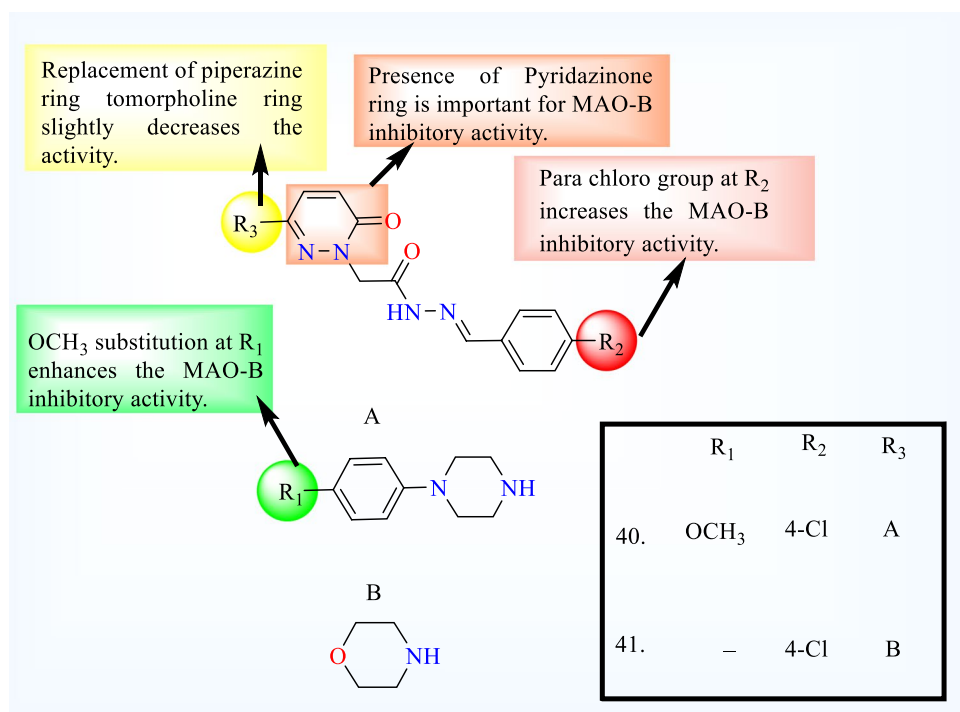 Replacement of piperazine
ring tomorpholine ring
slightly decreases the
activity.
Presence of Pyridazinone
ring is important for MAO-B
inhibitory activity.
Para chloro group at R2
increases the MAO-B
inhibitory activity.
R3
O
N N
O
HN N
R2
OCH3 substitution at R1
enhances the MAO-B
inhibitory activity.
A
R1
N
NH
B
O
NH
R1 R2 R3
40. OCH3 4-Cl A
41. – 4-Cl B